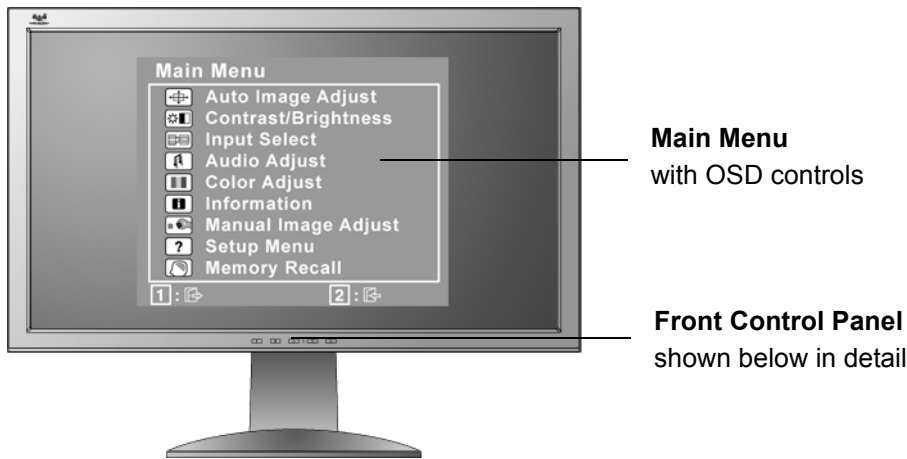 Main Menu
Auto Image Adjust
Contrast/Brightness
Input Select
Audio Adjust
Color Adjust
Information
Manual Image Adjust
? Setup Menu
Memory Recall
1 : 2 :
Main Menu
with OSD controls
Front Control Panel
shown below in detail